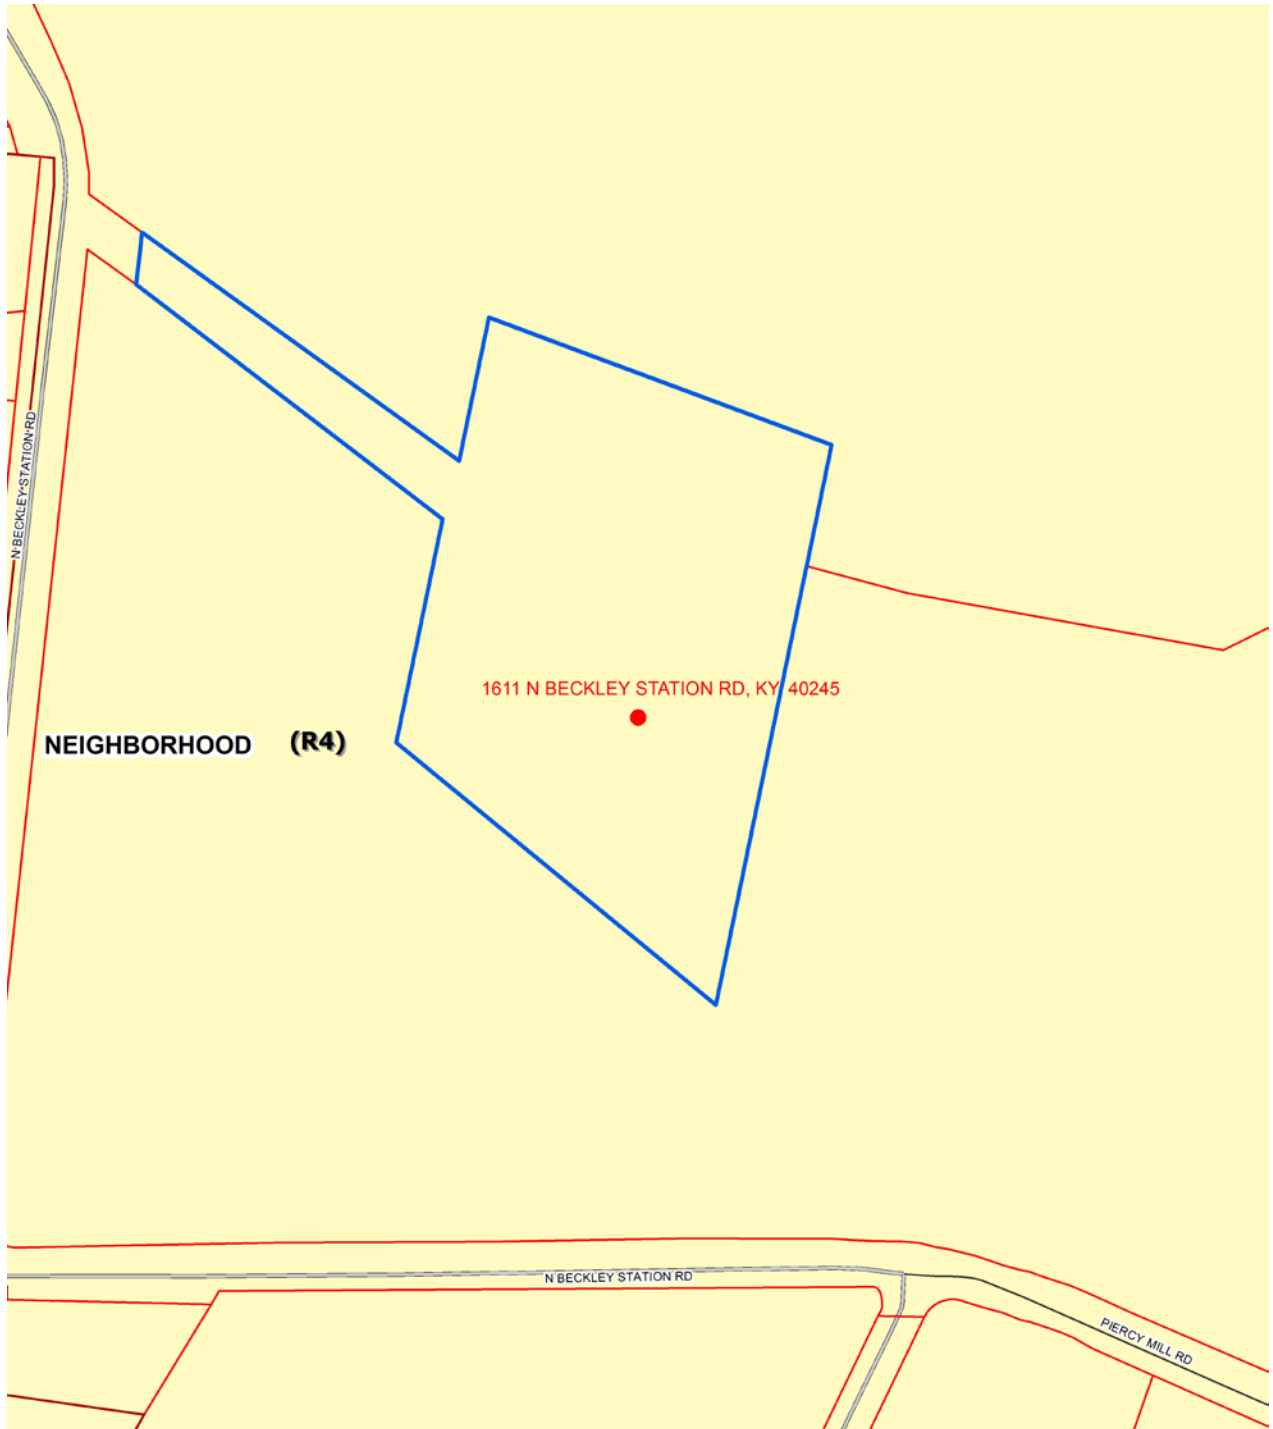 N BECKLEY STATION RD
1611 N BECKLEY STATION RD, KY, 40245
NEIGHBORHOOD (R4)
N BECKLEY STATION RD
PIERCY MILL RD